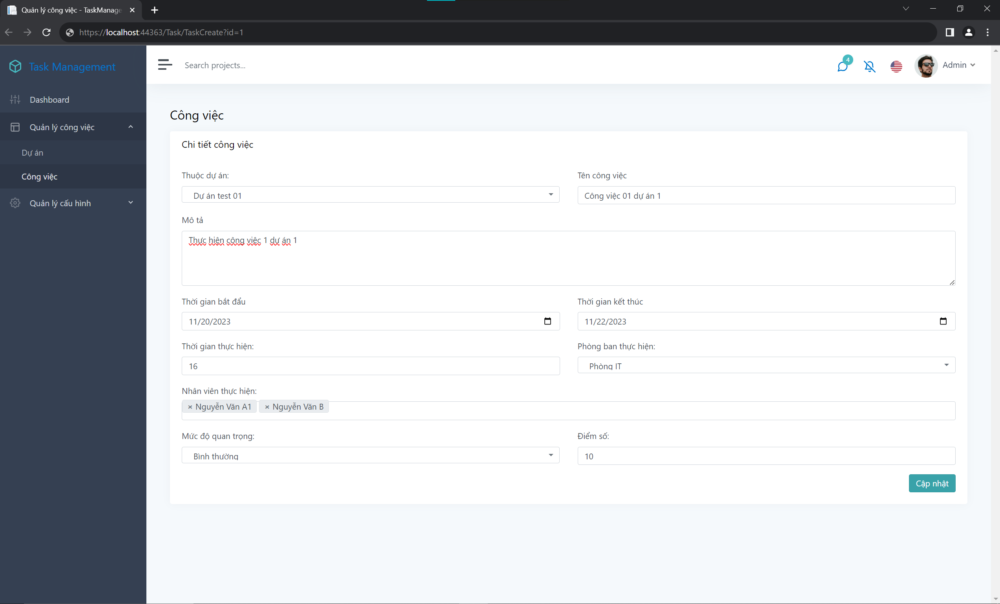 Quản lý công việc - TaskManage
https://localhost:44363/Task/TaskCreate?id=1
Task Management
Search projects...
4
Admin
Dashboard
Quản lý công việc
Dự án
Công việc
Quản lý cấu hình
Công việc
Chi tiết công việc
Thuộc dự án:
Tên công việc
Dự án test 01
Công việc 01 dự án 1
Mô tả
Thực hiện công việc 1 dự án 1
Thời gian bắt đẩu
Thời gian kết thúc
11/20/2023
11/22/2023
Thời gian thực hiện:
Phòng ban thực hiện:
16
Phòng IT
Nhân viên thực hiện:
× Nguyễn Văn A1 × Nguyễn Văn B
Mức độ quan trọng:
Điểm số:
Bình thường
10
Cập nhật